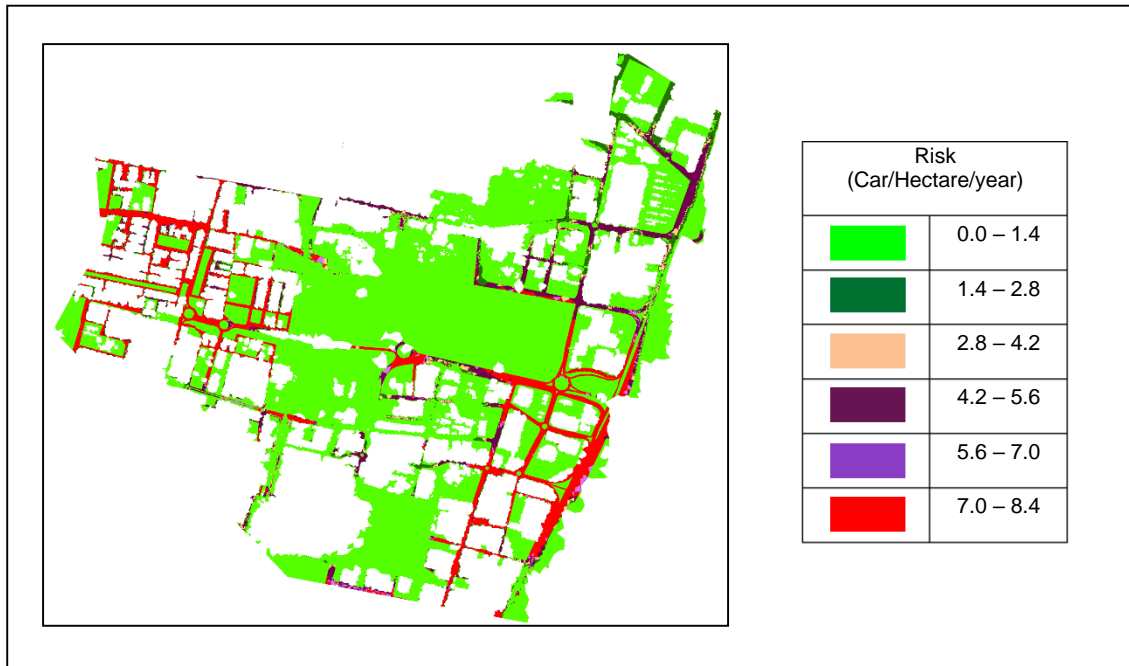 Risk
(Car/Hectare/year)
0.0 – 1.4
1.4 – 2.8
2.8 – 4.2
4.2 – 5.6
5.6 – 7.0
7.0 – 8.4